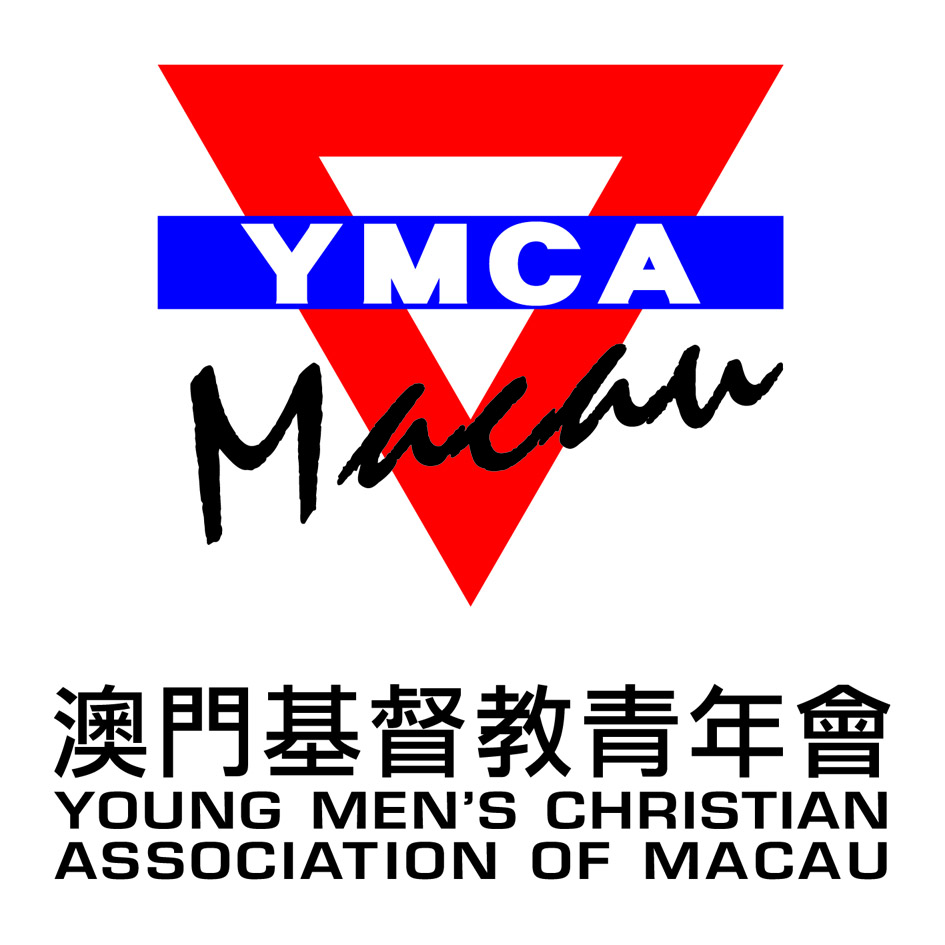 YMCA
Macau
澳門基督教青年會
YOUNG MEN’S CHRISTIAN
ASSOCIATION OF MACAU